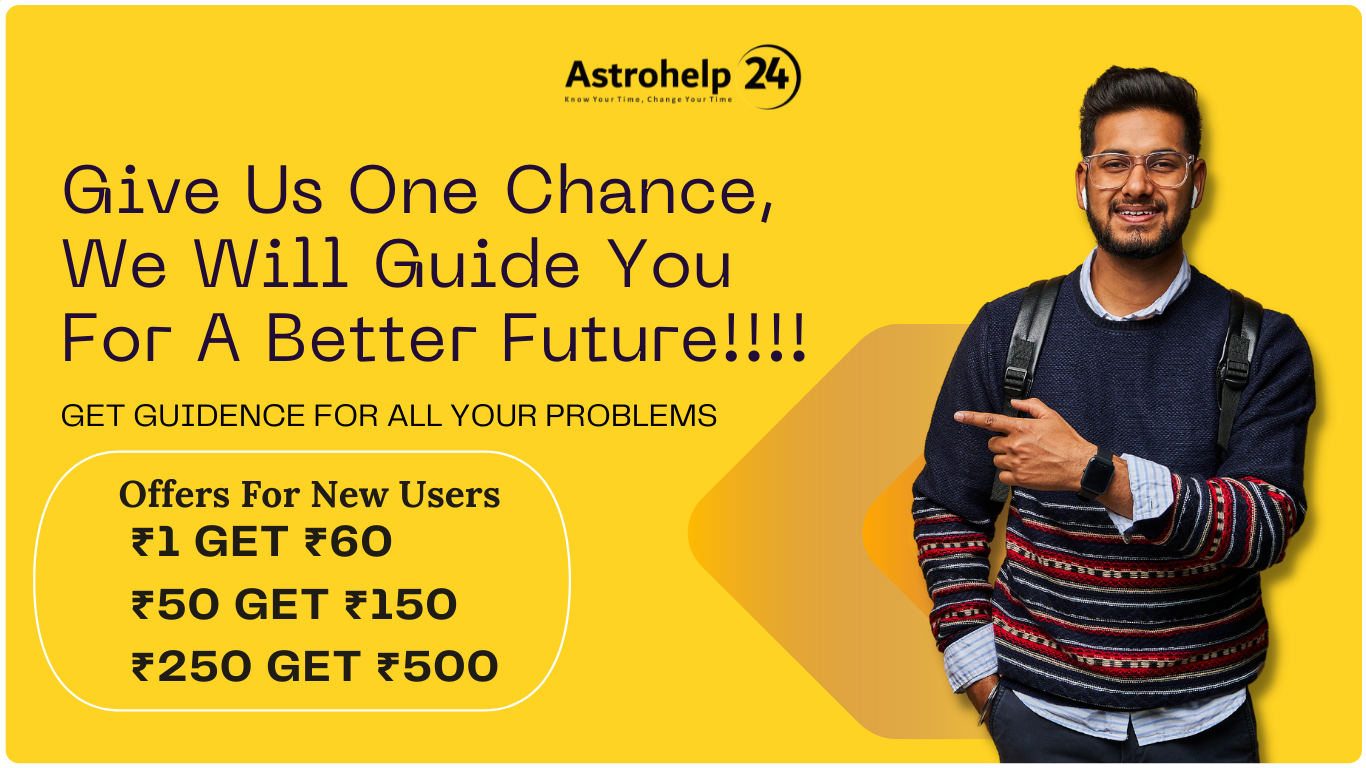 Astrohelp 24
Know Your Time, Change Your Time
Give Us One Chance,
We Will Guide You
For A Better Future!!!!
GET GUIDENCE FOR ALL YOUR PROBLEMS
Offers For New Users
₹1 GET ₹60
₹50 GET ₹150
₹250 GET ₹500